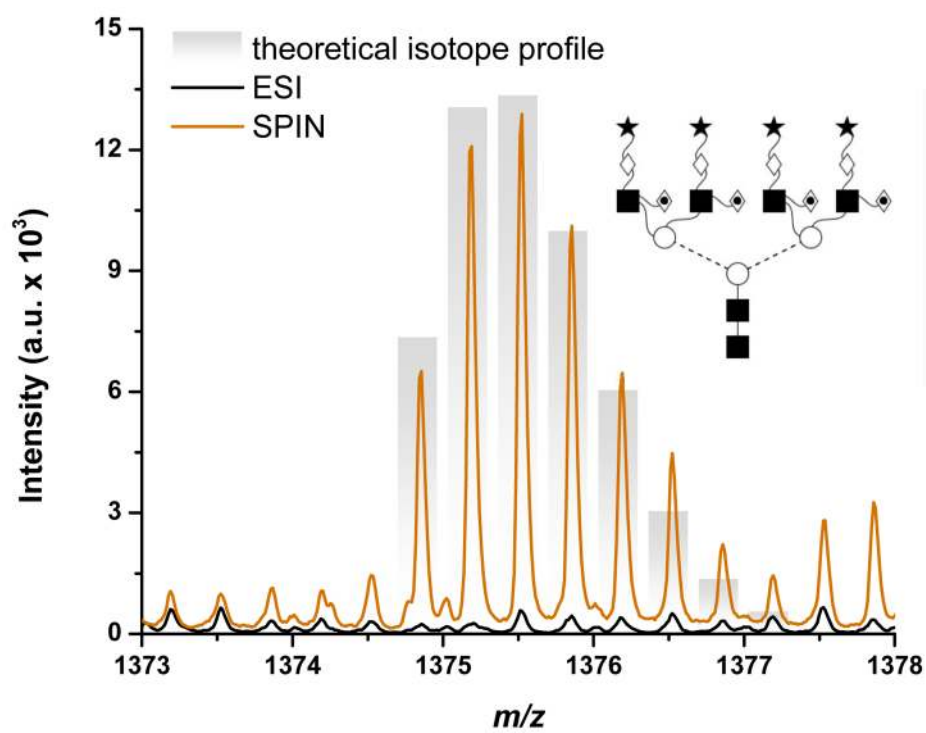 theoretical isotope profile
ESI
SPIN
15
12
9
6
3
0
Intensity (a.u. x 10³)
1373 1374 1375 1376 1377 1378
m/z